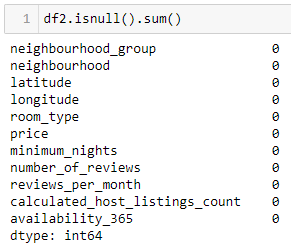 1 df2.isnull().sum()
neighbourhood_group 0
neighbourhood 0
latitude 0
longitude 0
room_type 0
price 0
minimum_nights 0
number_of_reviews 0
reviews_per_month 0
calculated_host_listings_count 0
availability_365 0
dtype: int64